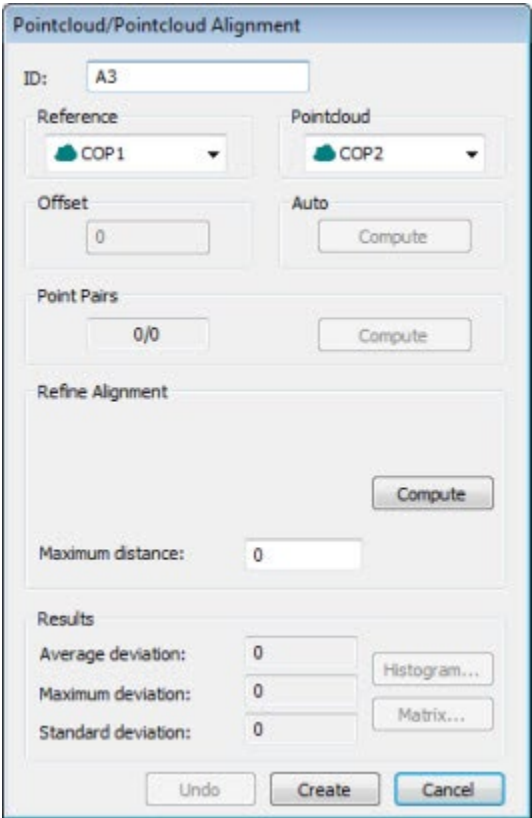 Pointcloud/Pointcloud Alignment
ID: A3
Reference Pointcloud
COP1 COP2
Offset Auto
0 Compute
Point Pairs
0/0 Compute
Refine Alignment
Compute
Maximum distance: 0
Results
Average deviation: 0
Histogram...
Maximum deviation: 0
Matrix...
Standard deviation: 0
Undo Create Cancel